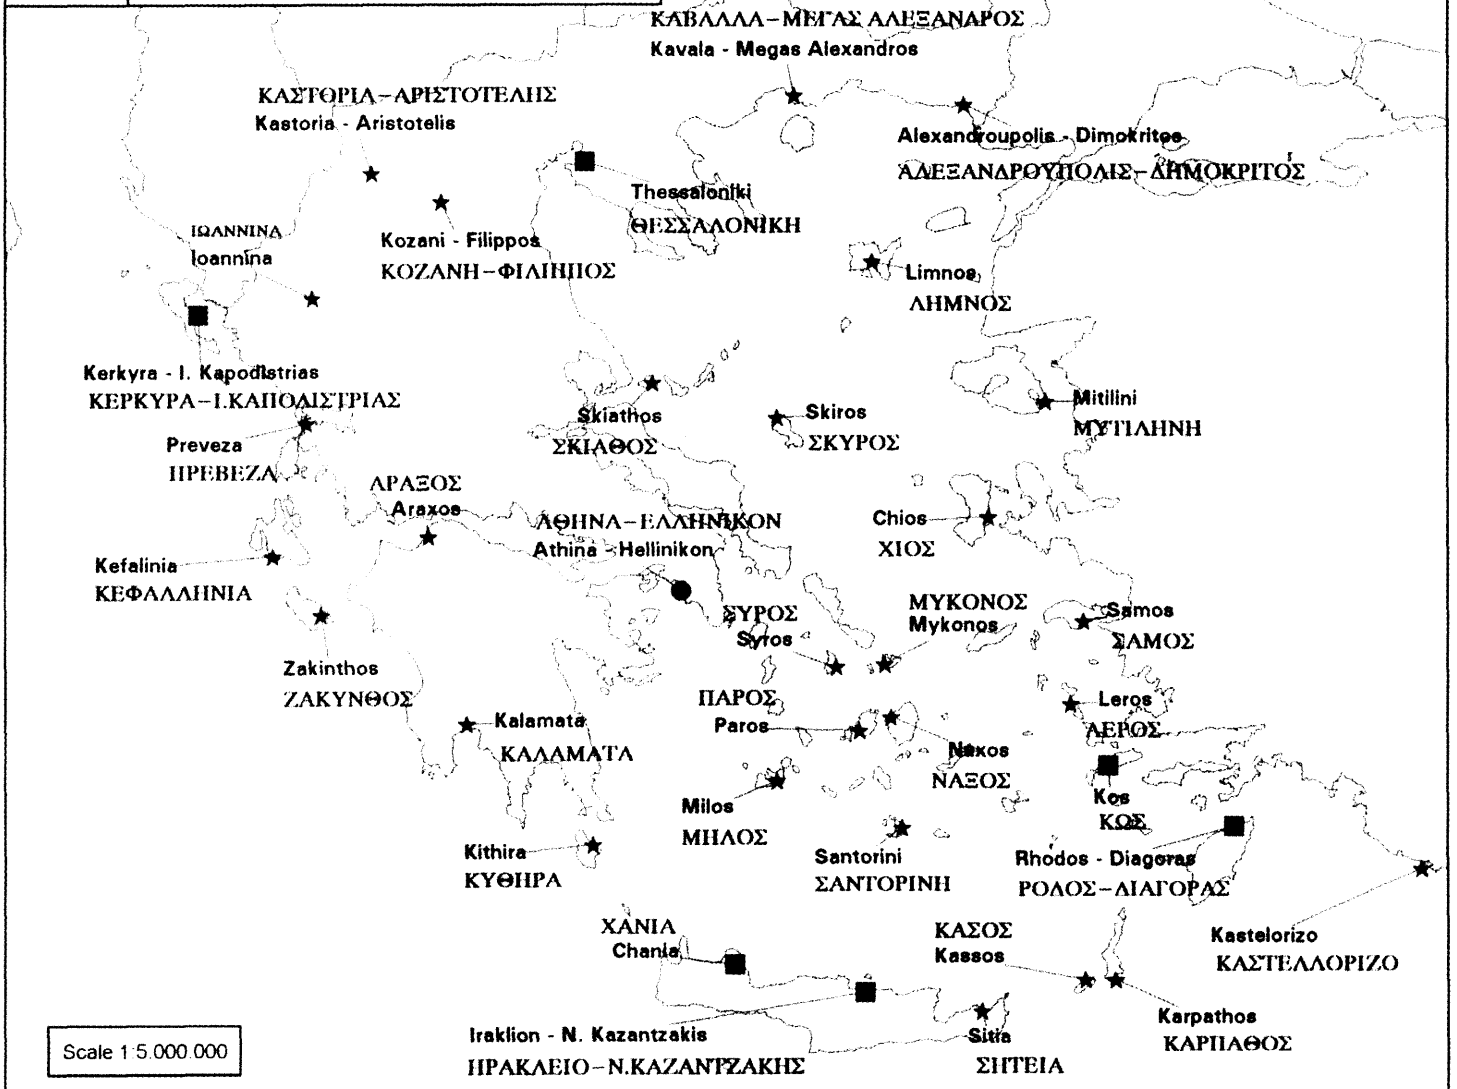 ΚΑΒΑΛΛΑ–ΜΕΓΑΣ ΑΛΕΞΑΝΔΡΟΣ
Kavala - Megas Alexandros
ΚΑΣΤΟΡΙΑ–ΑΡΙΣΤΟΤΕΛΗΣ
Kastoria - Aristotelis
Alexandroupolis - Dimokritos
ΑΛΕΞΑΝΔΡΟΥΠΟΛΙΣ–ΔΗΜΟΚΡΙΤΟΣ
Thessaloniki
ΘΕΣΣΑΛΟΝΙΚΗ
ΙΩΑΝΝΙΝΑ
Ioannina
Kozani - Filippos
ΚΟΖΑΝΗ–ΦΙΛΙΠΠΟΣ
Limnos
ΛΗΜΝΟΣ
Kerkyra - I. Kapodistrias
ΚΕΡΚΥΡΑ–Ι.ΚΑΠΟΔΙΣΤΡΙΑΣ
Skiathos
ΣΚΙΑΘΟΣ
Skiros
ΣΚΥΡΟΣ
Mitilini
ΜΥΤΙΛΗΝΗ
Preveza
ΠΡΕΒΕΖΑ
ΑΡΑΞΟΣ
Araxos
ΑΘΗΝΑ–ΕΛΛΗΝΙΚΟΝ
Athina - Hellinikon
Chios
ΧΙΟΣ
Kefalinia
ΚΕΦΑΛΛΗΝΙΑ
ΣΥΡΟΣ
Syros
ΜΥΚΟΝΟΣ
Mykonos
Samos
ΣΑΜΟΣ
Zakinthos
ΖΑΚΥΝΘΟΣ
ΠΑΡΟΣ
Paros
Leros
ΛΕΡΟΣ
Kalamata
ΚΑΛΑΜΑΤΑ
Naxos
ΝΑΞΟΣ
Milos
ΜΗΛΟΣ
Kos
ΚΩΣ
Kithira
ΚΥΘΗΡΑ
Santorini
ΣΑΝΤΟΡΙΝΗ
Rhodos - Diagoras
ΡΟΔΟΣ–ΔΙΑΓΟΡΑΣ
ΧΑΝΙΑ
Chania
ΚΑΣΟΣ
Kassos
Kastelorizo
ΚΑΣΤΕΛΛΟΡΙΖΟ
Iraklion - N. Kazantzakis
ΗΡΑΚΛΕΙΟ–Ν.ΚΑΖΑΝΤΖΑΚΗΣ
Sitia
ΣΗΤΕΙΑ
Karpathos
ΚΑΡΠΑΘΟΣ
Scale 1:5.000.000